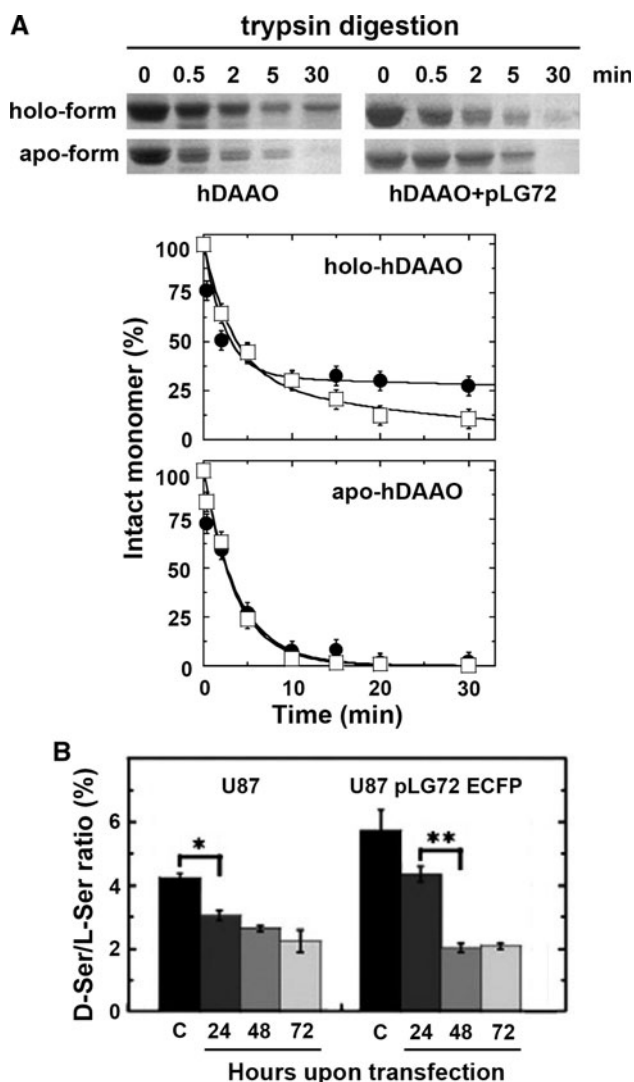 A
trypsin digestion
0 0.5 2 5 30 0 0.5 2 5 30 min
holo-form
apo-form
hDAAO hDAAO+pLG72
Intact monomer (%)
100
75
50
25
0
holo-hDAAO
100
75
50
25
0
apo-hDAAO
0 10 20 30
Time (min)
B
D-Ser/L-Ser ratio (%)
6
4
2
0
U87 U87 pLG72 ECFP
* **
C 24 48 72 C 24 48 72
Hours upon transfection